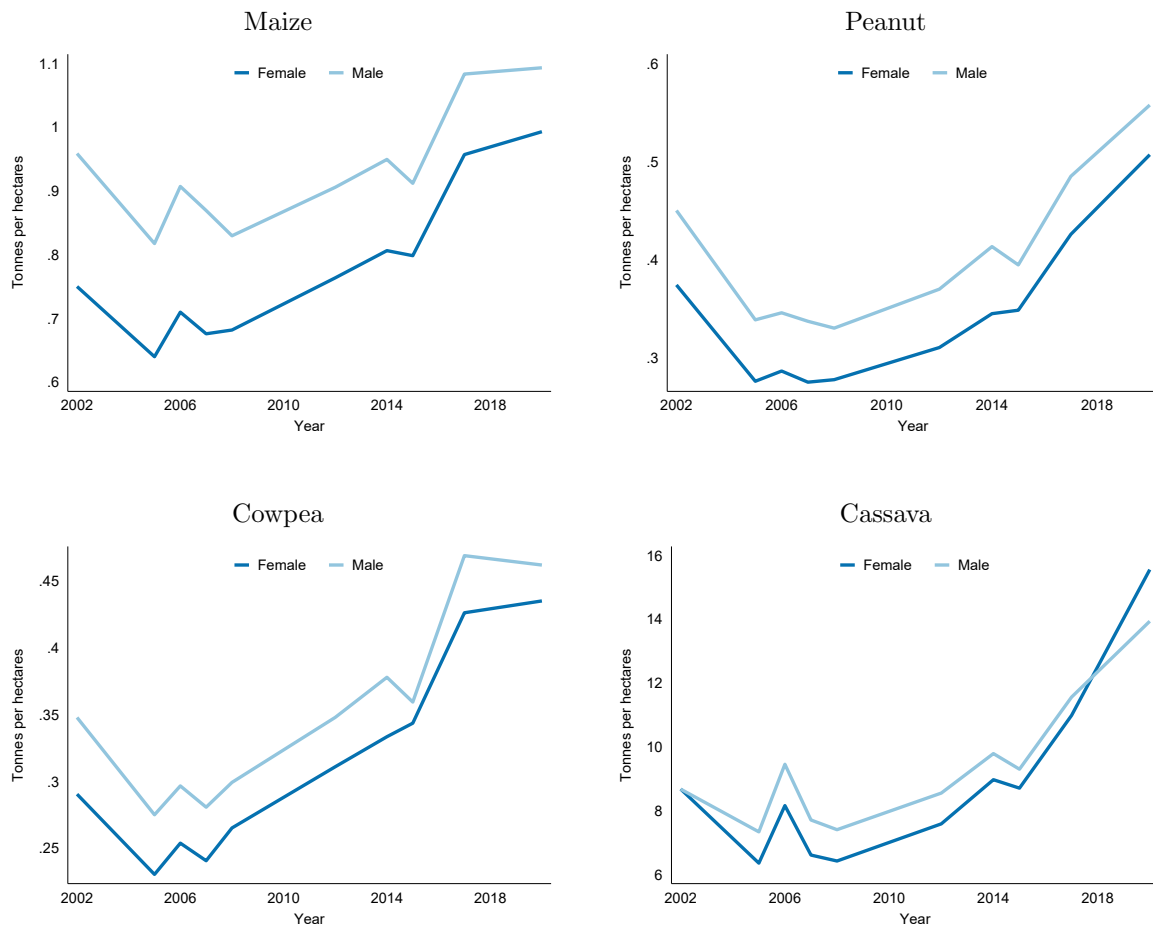 Maize
Female Male
Tonnes per hectares
1.1
1
.9
.8
.7
.6
2002 2006 2010 2014 2018
Year
Peanut
Female Male
Tonnes per hectares
.6
.5
.4
.3
2002 2006 2010 2014 2018
Year
Cowpea
Female Male
Tonnes per hectares
.45
.4
.35
.3
.25
2002 2006 2010 2014 2018
Year
Cassava
Female Male
Tonnes per hectares
16
14
12
10
8
6
2002 2006 2010 2014 2018
Year